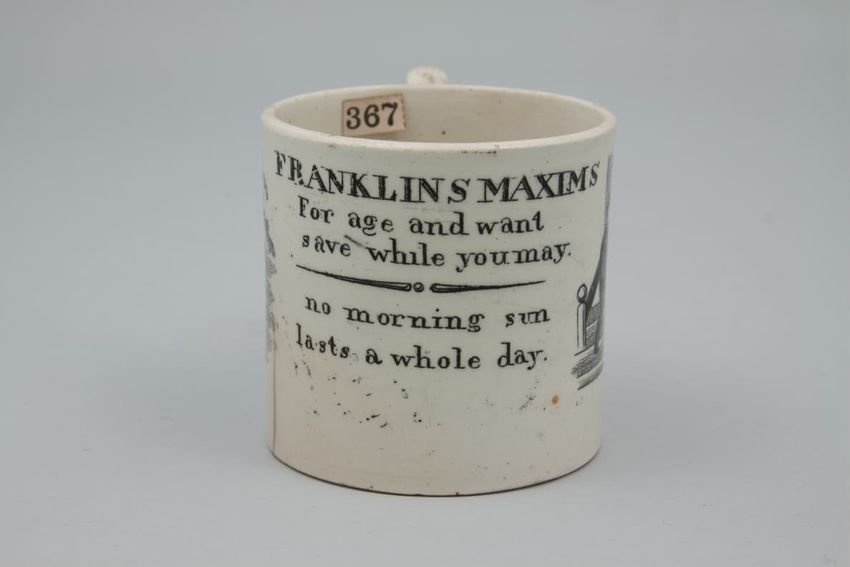 367
FRANKLINS MAXIMS
For age and want
save while you may.
no morning sun
lasts a whole day.